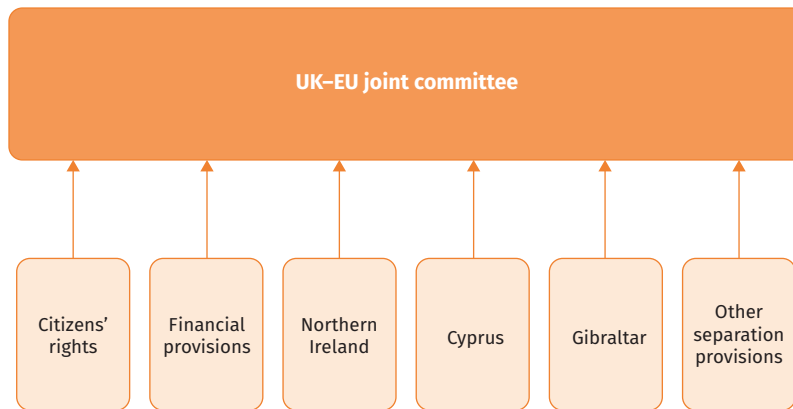 UK–EU joint committee
Citizens’
rights
Financial
provisions
Northern
Ireland
Cyprus
Gibraltar
Other
separation
provisions